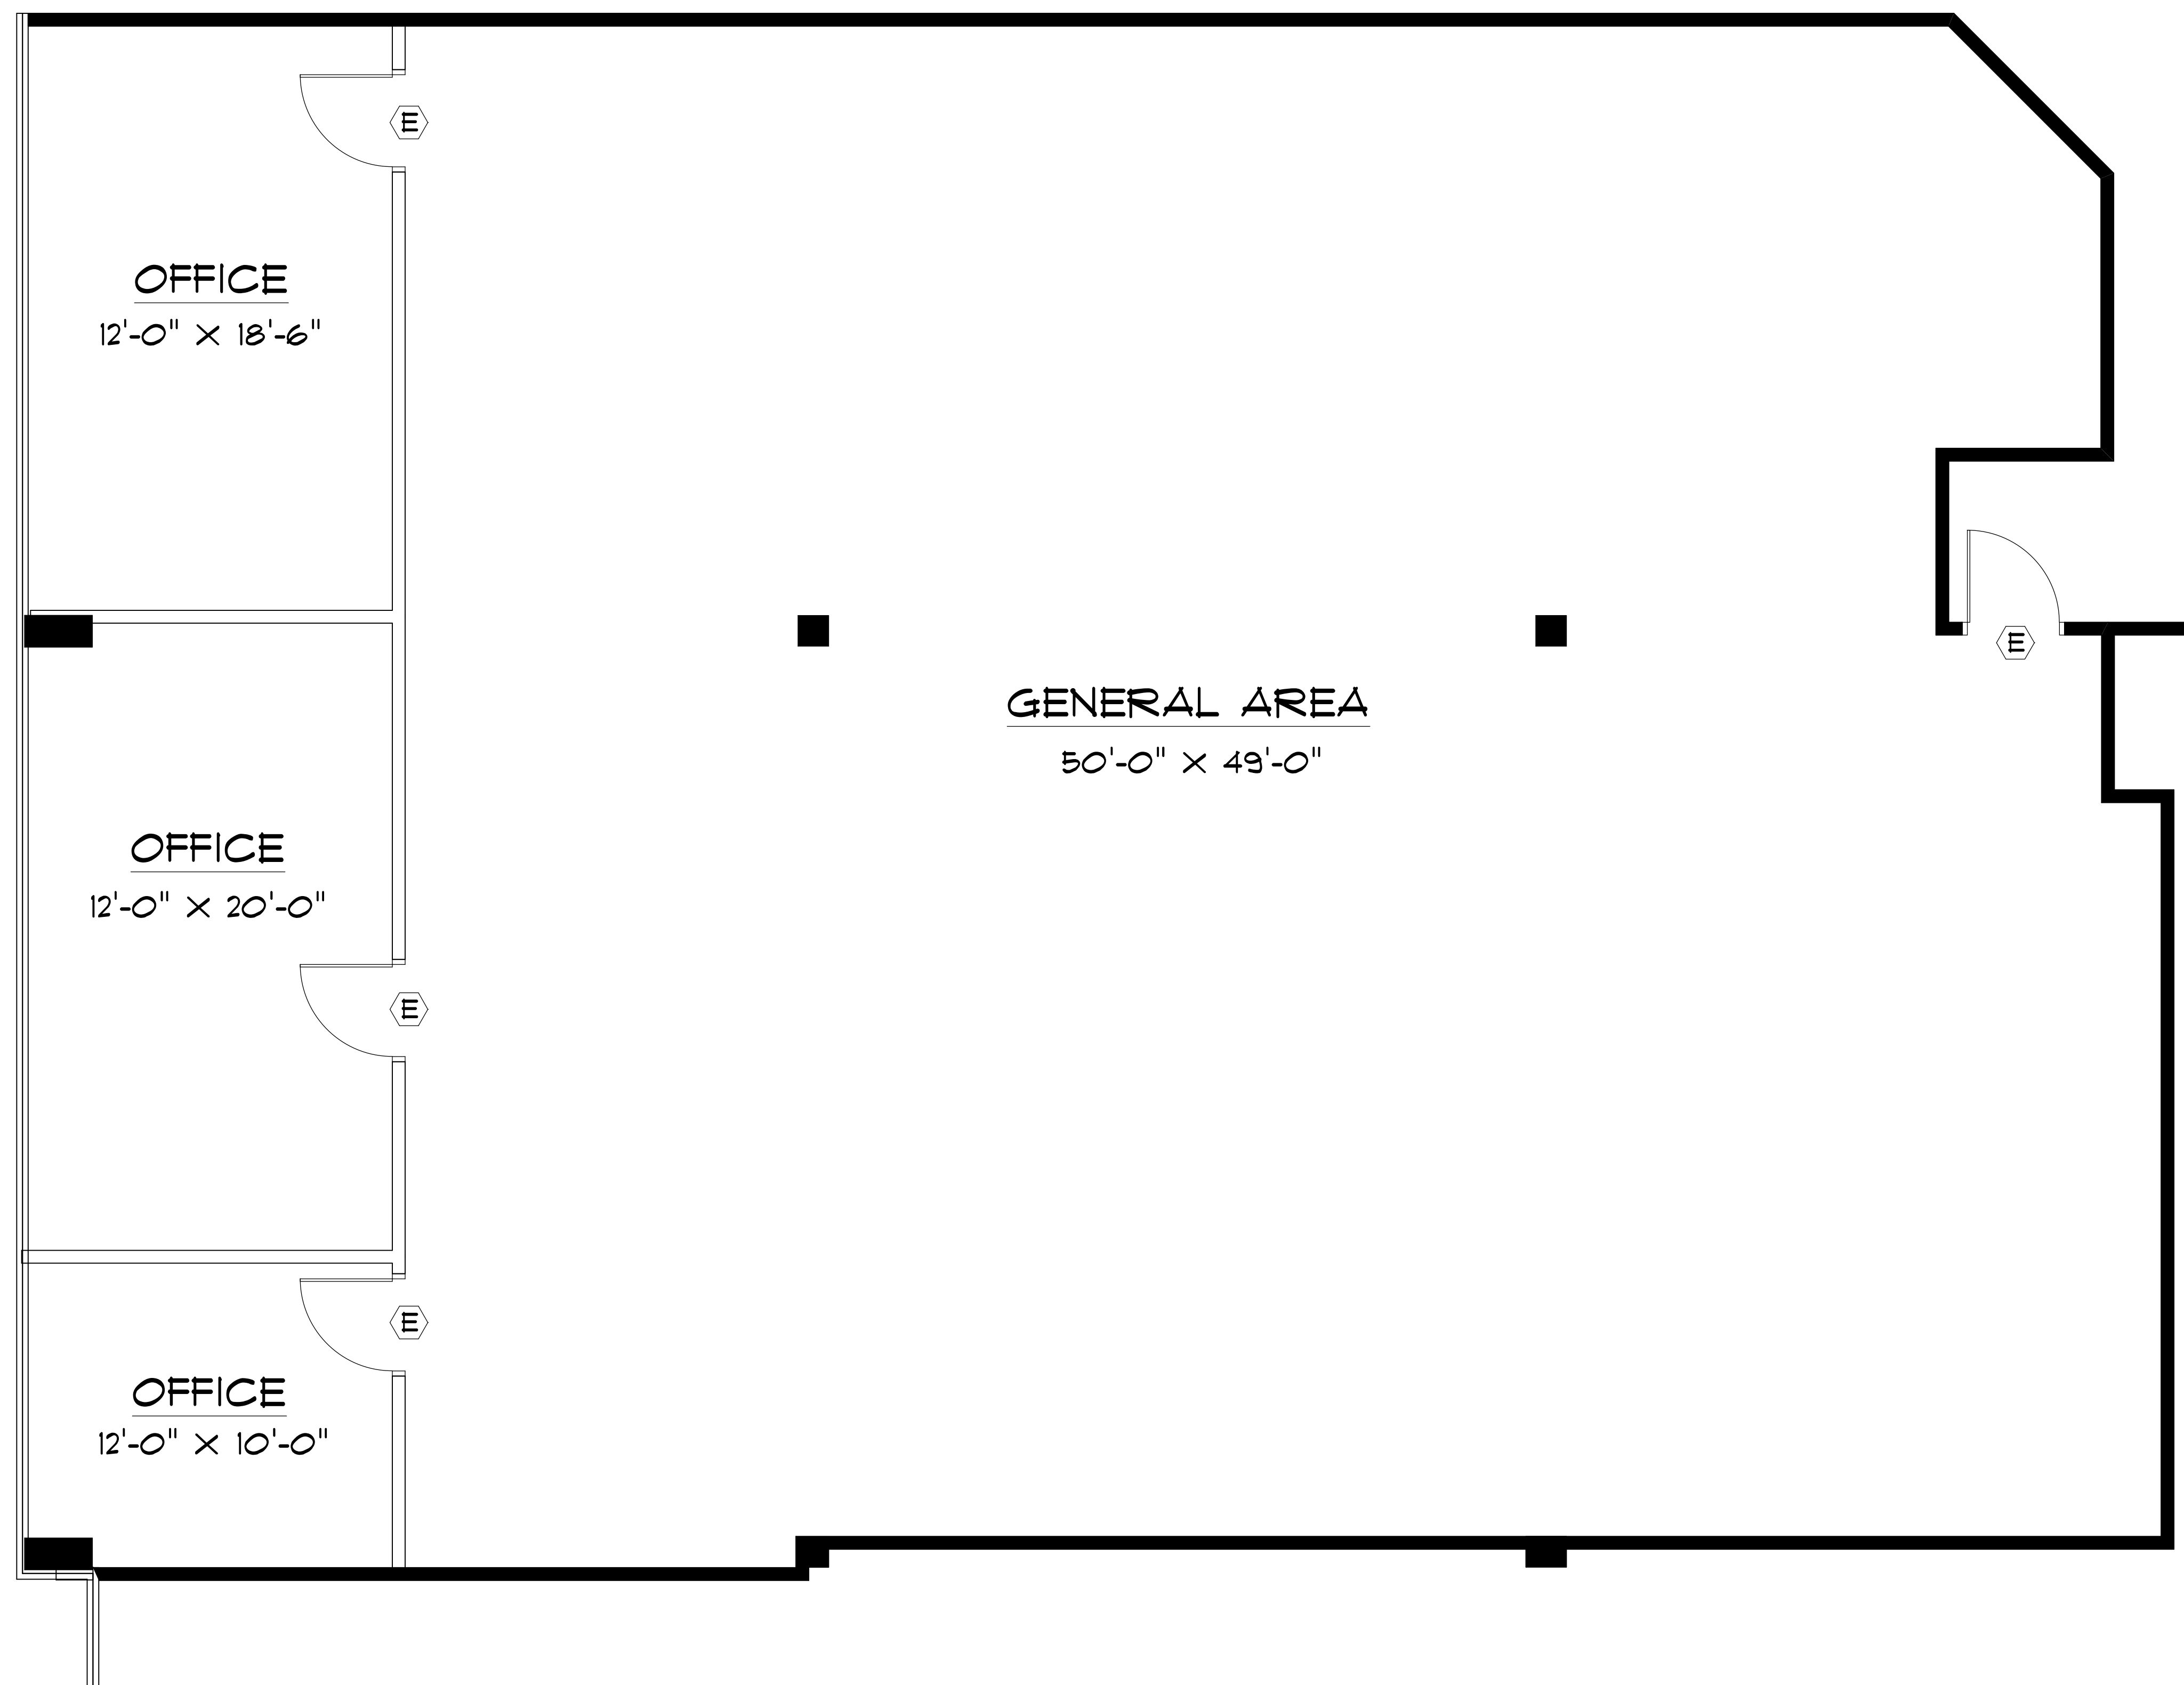 E
OFFICE
12'-0" X 18'-6"
E
GENERAL AREA
50'-0" X 49'-0"
OFFICE
12'-0" X 20'-0"
E
E
OFFICE
12'-0" X 10'-0"